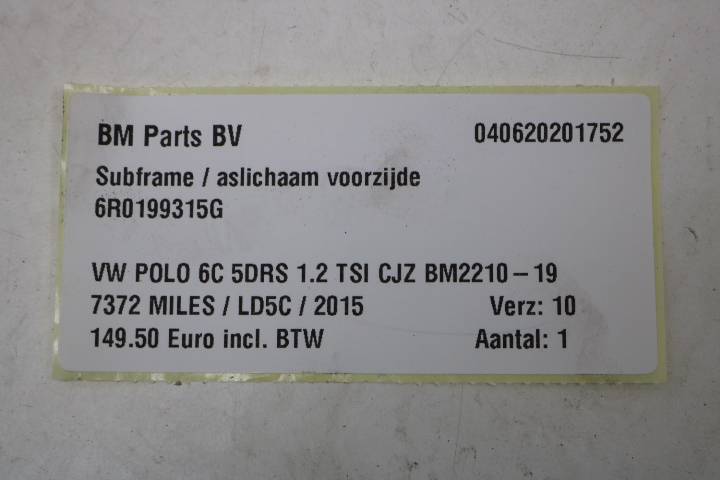 BM Parts BV 040620201752
Subframe / aslichaam voorzijde
6R0199315G
VW POLO 6C 5DRS 1.2 TSI CJZ BM2210 – 19
7372 MILES / LD5C / 2015 Verz: 10
149.50 Euro incl. BTW Aantal: 1